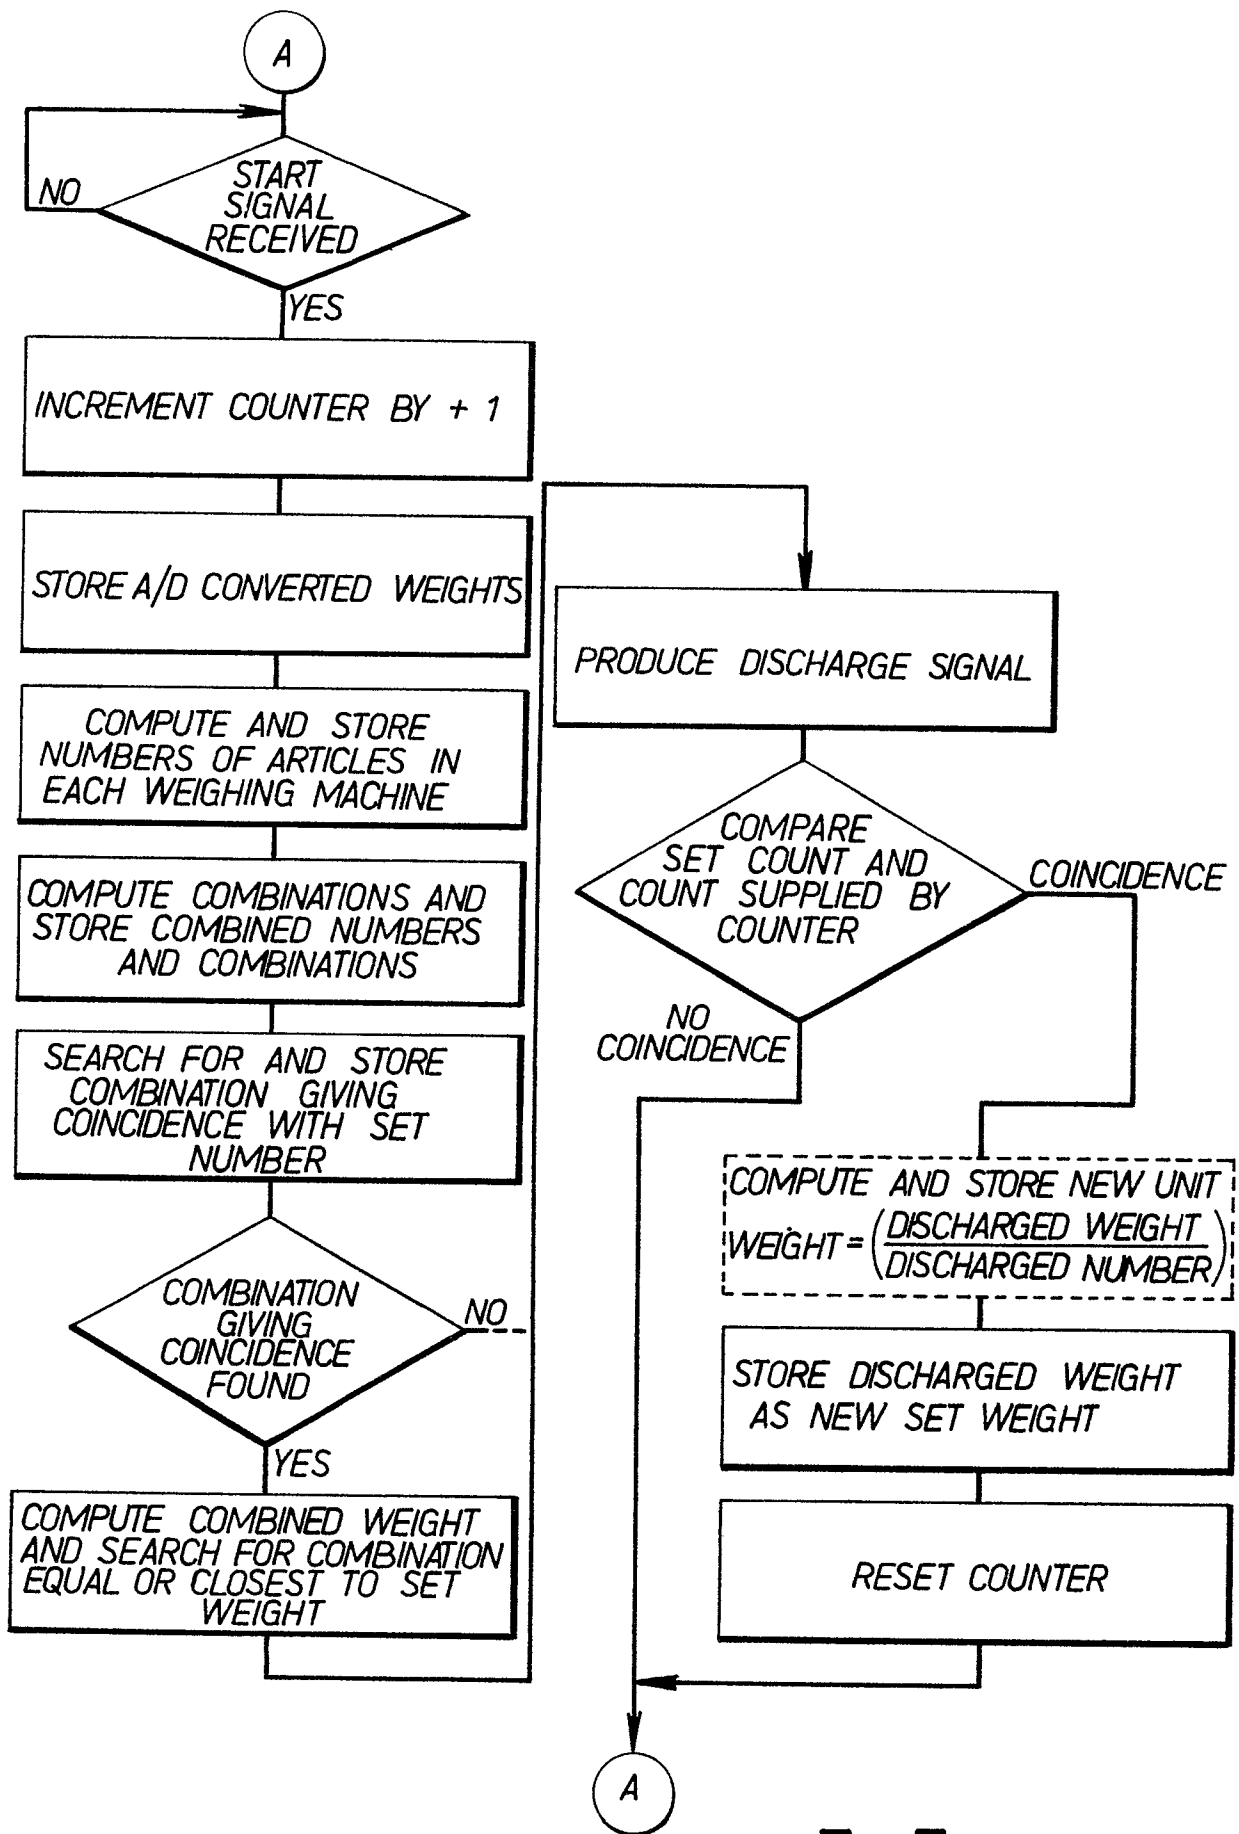 A
START
SIGNAL
RECEIVED
NO
YES
INCREMENT COUNTER BY + 1
STORE A/D CONVERTED WEIGHTS
COMPUTE AND STORE
NUMBERS OF ARTICLES IN
EACH WEIGHING MACHINE
COMPUTE COMBINATIONS AND
STORE COMBINED NUMBERS
AND COMBINATIONS
SEARCH FOR AND STORE
COMBINATION GIVING
COINCIDENCE WITH SET
NUMBER
COMBINATION
GIVING
COINCIDENCE
FOUND
NO
YES
COMPUTE COMBINED WEIGHT
AND SEARCH FOR COMBINATION
EQUAL OR CLOSEST TO SET
WEIGHT
PRODUCE DISCHARGE SIGNAL
COMPARE
SET COUNT AND
COUNT SUPPLIED BY
COUNTER
COINCIDENCE
NO
COINCIDENCE
COMPUTE AND STORE NEW UNIT
WEIGHT = (DISCHARGED WEIGHT
DISCHARGED NUMBER)
STORE DISCHARGED WEIGHT
AS NEW SET WEIGHT
RESET COUNTER
A